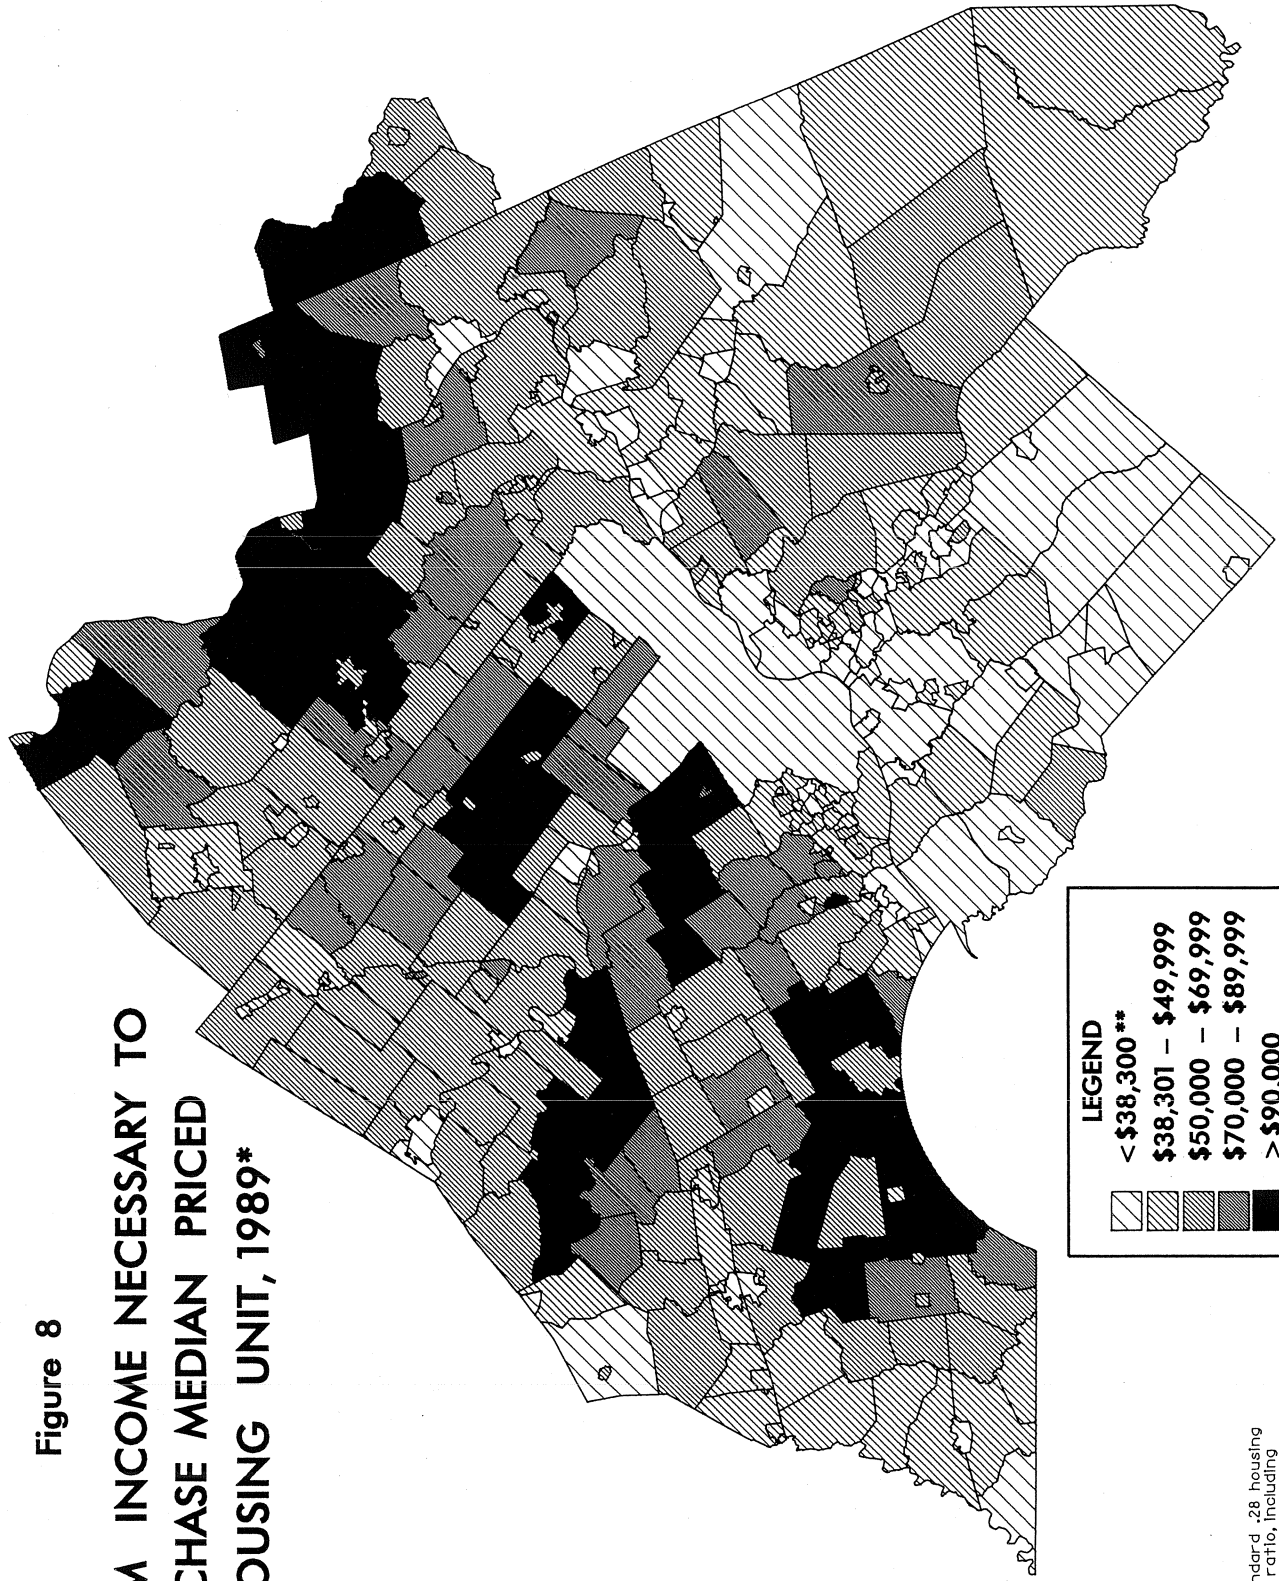 Figure 8
INCOME NECESSARY TO
CHASE MEDIAN PRICED
OUSING UNIT, 1989*
LEGEND
< $38,300**
$38,301 – $49,999
$50,000 – $69,999
$70,000 – $89,999
> $90,000
ndard .28 housing
ratio, including